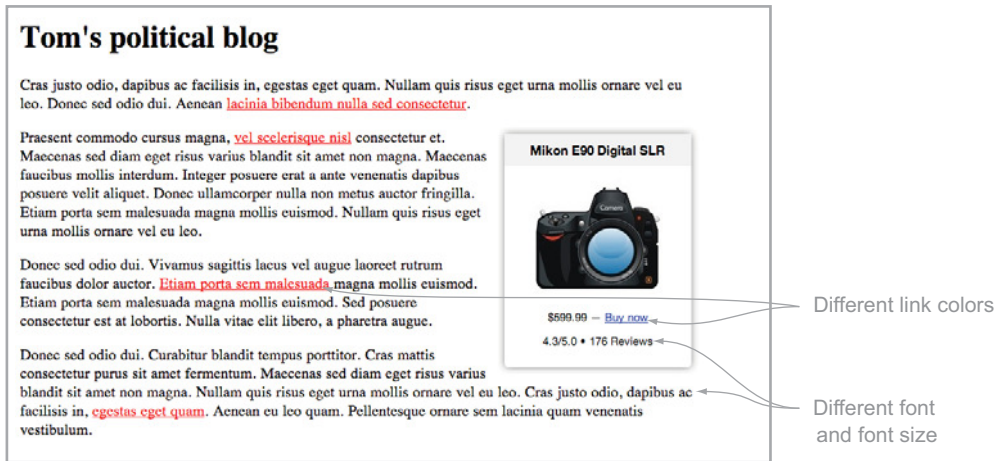 Tom's political blog
Cras justo odio, dapibus ac facilisis in, egestas eget quam. Nullam quis risus eget urna mollis ornare vel eu
leo. Donec sed odio dui. Aenean lacinia bibendum nulla sed consectetur.
Praesent commodo cursus magna, vel scelerisque nisl consectetur et.
Maecenas sed diam eget risus varius blandit sit amet non magna. Maecenas
faucibus mollis interdum. Integer posuere erat a ante venenatis dapibus
posuere velit aliquet. Donec ullamcorper nulla non metus auctor fringilla.
Etiam porta sem malesuada magna mollis euismod. Nullam quis risus eget
urna mollis ornare vel eu leo.
Donec sed odio dui. Vivamus sagittis lacus vel augue laoreet rutrum
faucibus dolor auctor. Etiam porta sem malesuada magna mollis euismod.
Etiam porta sem malesuada magna mollis euismod. Sed posuere
consectetur est at lobortis. Nulla vitae elit libero, a pharetra augue.
Donec sed odio dui. Curabitur blandit tempus porttitor. Cras mattis
consectetur purus sit amet fermentum. Maecenas sed diam eget risus varius
blandit sit amet non magna. Nullam quis risus eget urna mollis ornare vel eu leo. Cras justo odio, dapibus ac
facilisis in, egestas eget quam. Aenean eu leo quam. Pellentesque ornare sem lacinia quam venenatis
vestibulum.
Mikon E90 Digital SLR
Camera
$599.99 — Buy now
4.3/5.0 • 176 Reviews
Different link colors
Different font
and font size